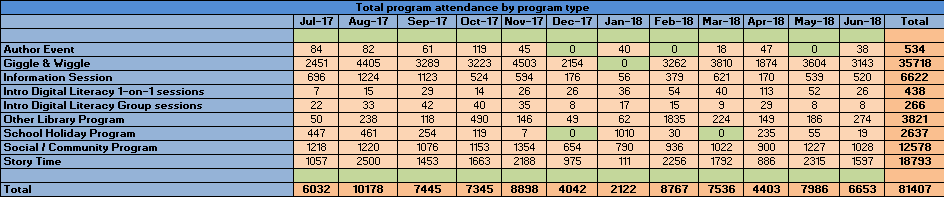 Total program attendance by program type
Jul-17 Aug-17 Sep-17 Oct-17 Nov-17 Dec-17 Jan-18 Feb-18 Mar-18 Apr-18 May-18 Jun-18 Total
Author Event 84 82 61 119 45 0 40 0 18 47 0 38 534
Giggle & Wiggle 2451 4405 3289 3223 4503 2154 0 3262 3810 1874 3604 3143 35718
Information Session 696 1224 1123 524 594 176 56 379 621 170 539 520 6622
Intro Digital Literacy 1-on-1 sessions 7 15 29 14 26 26 36 54 40 113 52 26 438
Intro Digital Literacy Group sessions 22 33 42 40 35 8 17 15 9 29 8 8 266
Other Library Program 50 238 118 490 146 49 62 1835 224 149 186 274 3821
School Holiday Program 447 461 254 119 7 0 1010 30 0 235 55 19 2637
Social / Community Program 1218 1220 1076 1153 1354 654 790 936 1022 900 1227 1028 12578
Story Time 1057 2500 1453 1663 2188 975 111 2256 1792 886 2315 1597 18793
Total 6032 10178 7445 7345 8898 4042 2122 8767 7536 4403 7986 6653 81407